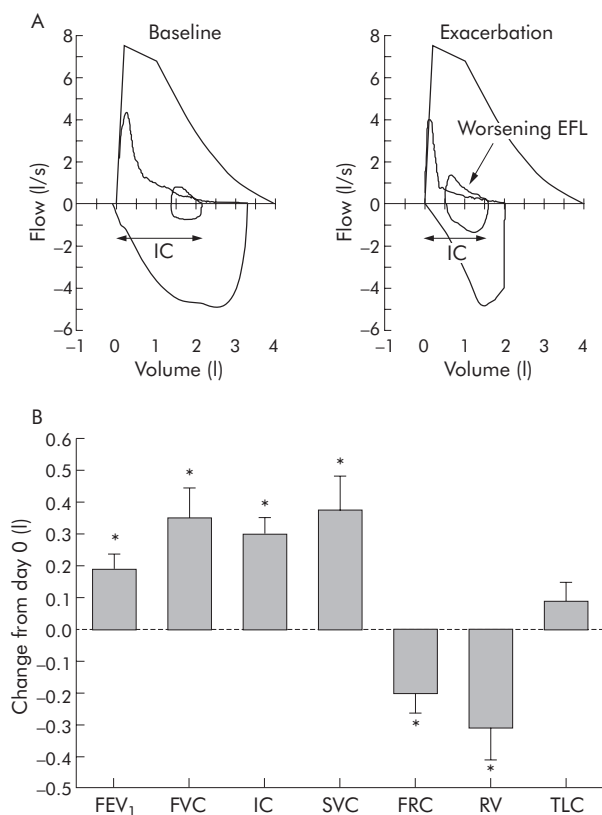 A
Baseline
Exacerbation
8
6
4
2
0
−2
−4
−6
Flow (l/s)
IC
−1 0 1 2 3 4
Volume (l)
8
6
4
2
0
−2
−4
−6
Flow (l/s)
Worsening EFL
IC
−1 0 1 2 3 4
Volume (l)
B
0.6
0.5
0.4
0.3
0.2
0.1
0.0
−0.1
−0.2
−0.3
−0.4
−0.5
Change from day 0 (l)
* * * * * *
FEV₁ FVC IC SVC FRC RV TLC